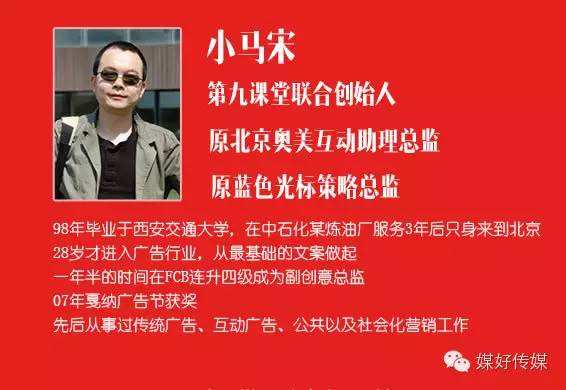 小马宋
第九课堂联合创始人
原北京奥美互动助理总监
原蓝色光标策略总监
98年毕业于西安交通大学，在中石化某炼油厂服务3年后只身来到北京
28岁才进入广告行业，从最基础的文案做起
一年半的时间在FCB连升四级成为副创意总监
07年戛纳广告节获奖
先后从事过传统广告、互动广告、公共以及社会化营销工作
媒好传媒